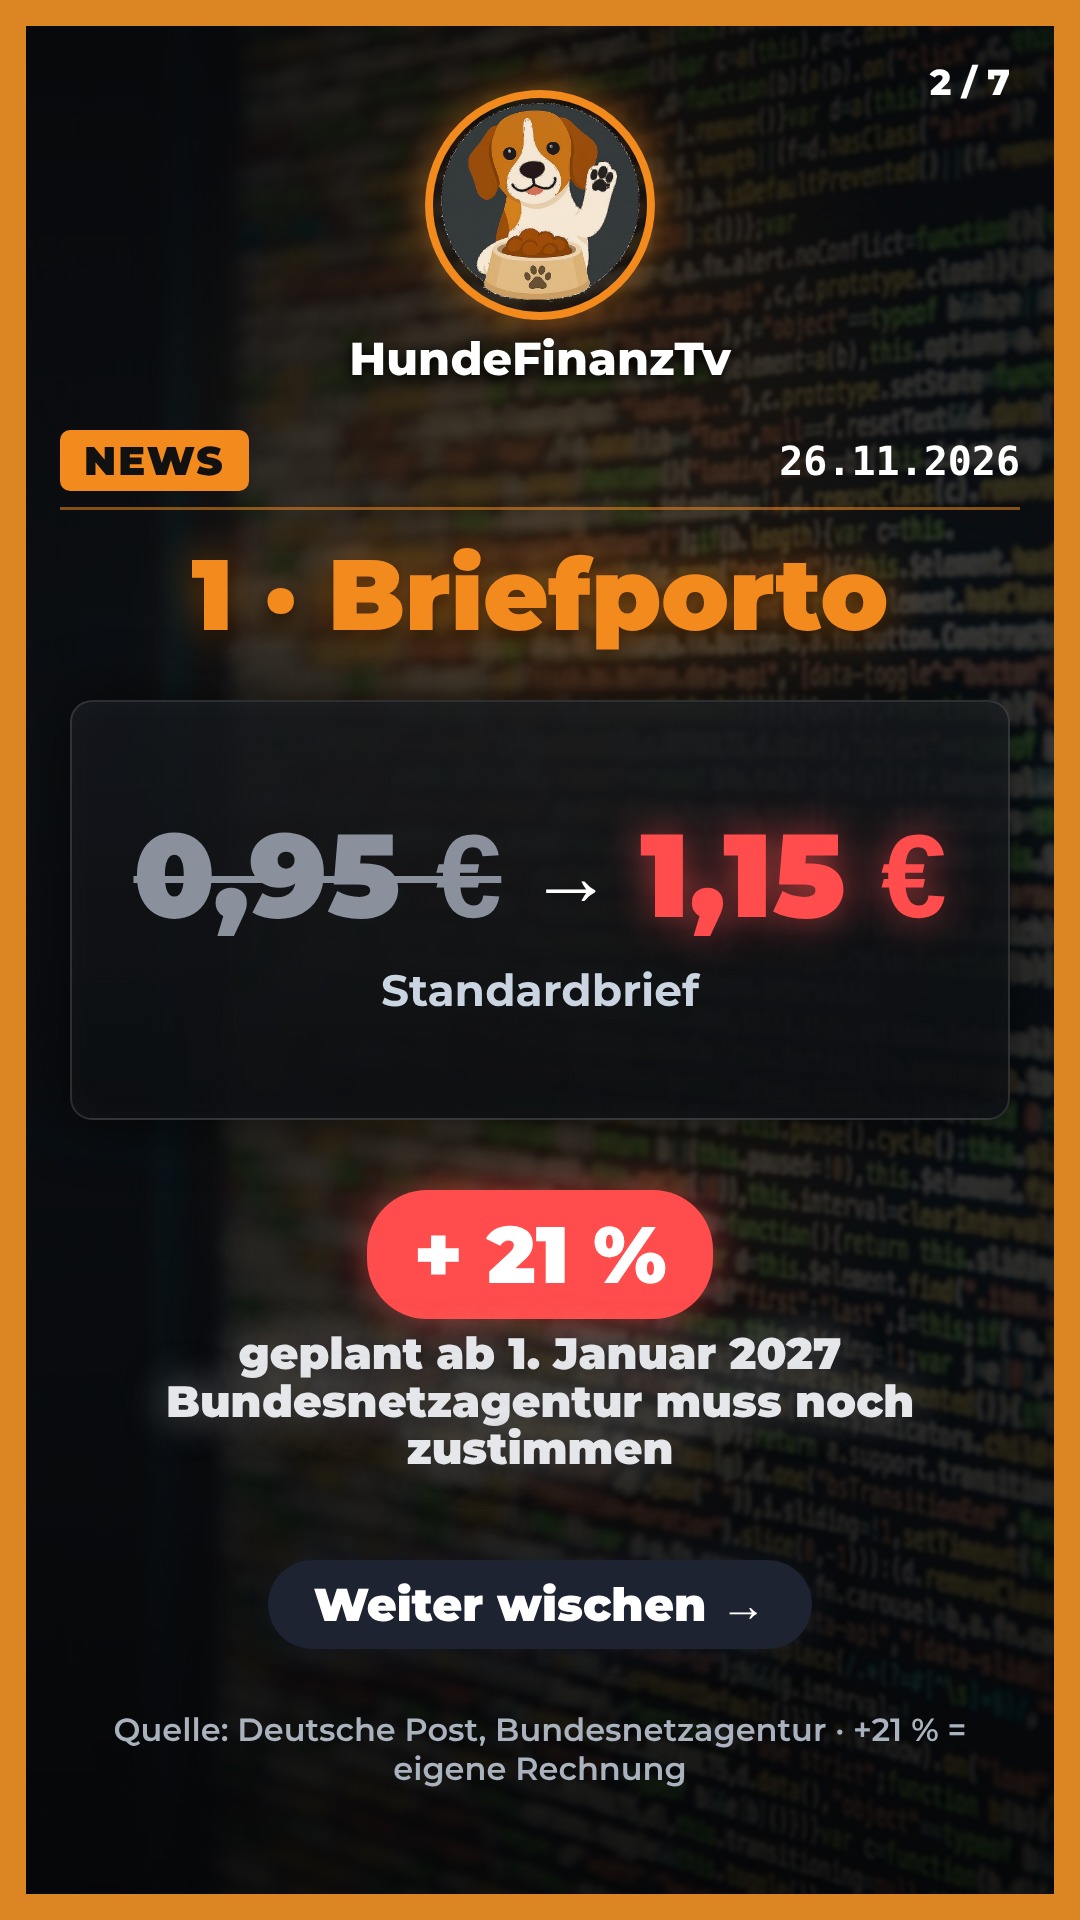 2 / 7
HundeFinanzTv
NEWS
26.11.2026
1 · Briefporto
0,95 € → 1,15 €
Standardbrief
+ 21 %
geplant ab 1. Januar 2027
Bundesnetzagentur muss noch
zustimmen
Weiter wischen →
Quelle: Deutsche Post, Bundesnetzagentur · +21 % =
eigene Rechnung